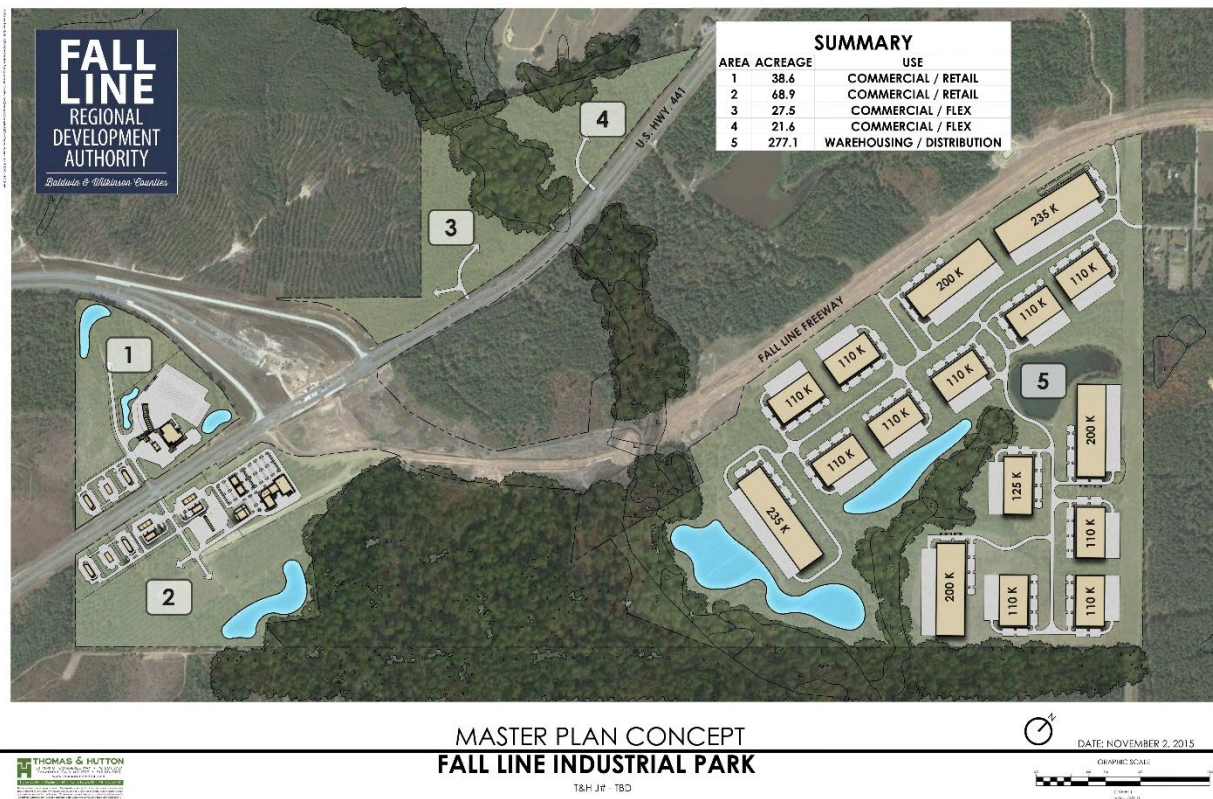 FALL
LINE
REGIONAL
DEVELOPMENT
AUTHORITY
Baldwin & Wilkinson Counties
SUMMARY
AREA ACREAGE USE
1 38.6 COMMERCIAL / RETAIL
2 68.9 COMMERCIAL / RETAIL
3 27.5 COMMERCIAL / FLEX
4 21.6 COMMERCIAL / FLEX
5 277.1 WAREHOUSING / DISTRIBUTION
4
U.S. HWY. 441
3
235 K
200 K
110 K
110 K
FALL LINE FREEWAY
1
110 K
110 K
110 K
5
110 K
110 K
200 K
125 K
235 K
110 K
2
200 K
110 K
110 K
MASTER PLAN CONCEPT
FALL LINE INDUSTRIAL PARK
T&H J# - TBD
N
DATE: NOVEMBER 2, 2015
GRAPHIC SCALE
THOMAS & HUTTON